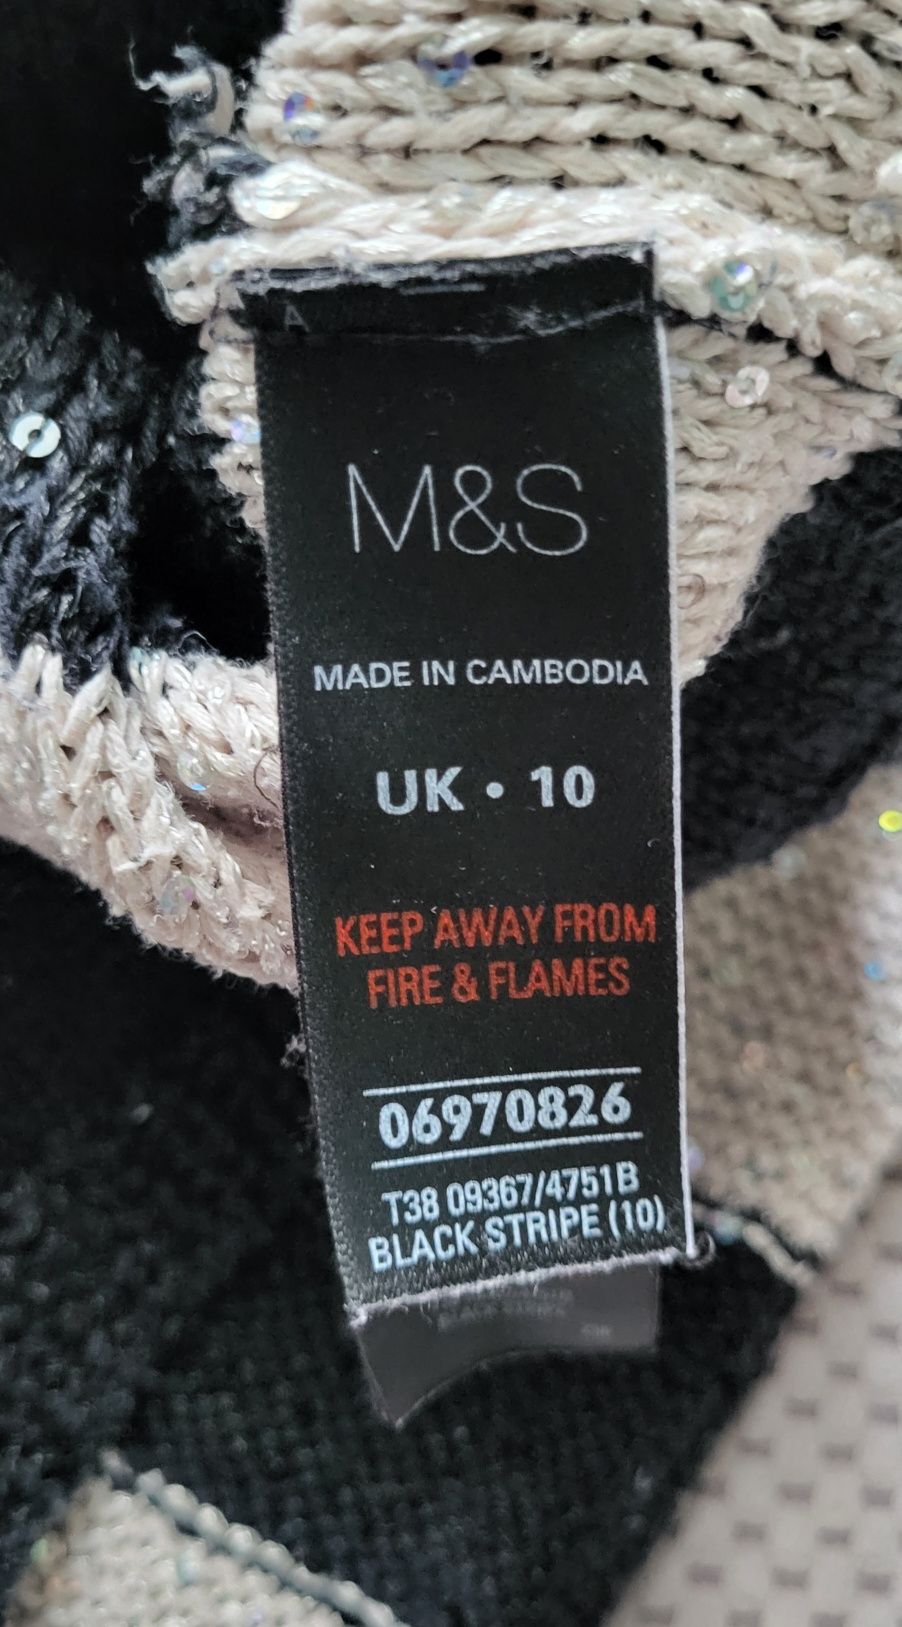 M&S
MADE IN CAMBODIA
UK • 10
KEEP AWAY FROM
FIRE & FLAMES
06970826
T38 09367/4751B
BLACK STRIPE (10)